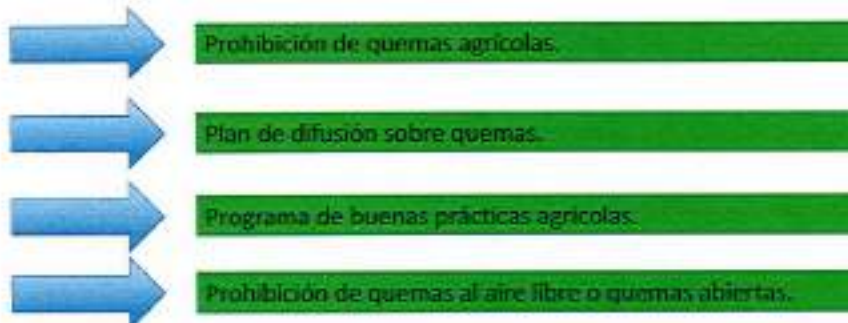 Prohibición de quemas agrícolas.
Plan de difusión sobre quemas.
Programa de buenas prácticas agrícolas.
Prohibición de quemas al aire libre o quemas abiertas.